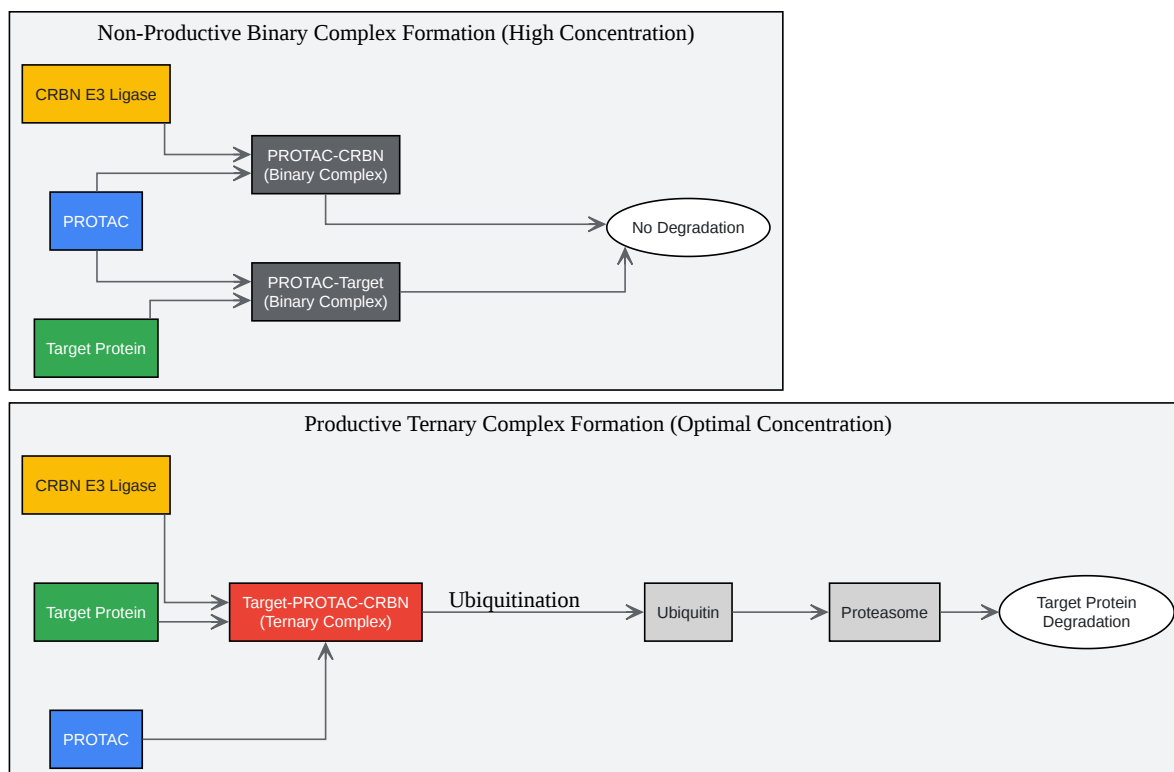 Non-Productive Binary Complex Formation (High Concentration)
CRBN E3 Ligase
PROTAC-CRBN
(Binary Complex)
PROTAC
No Degradation
PROTAC-Target
(Binary Complex)
Target Protein
Productive Ternary Complex Formation (Optimal Concentration)
CRBN E3 Ligase
Target Protein
Target-PROTAC-CRBN
(Ternary Complex)
Ubiquitination
Ubiquitin
Proteasome
Target Protein
Degradation
PROTAC